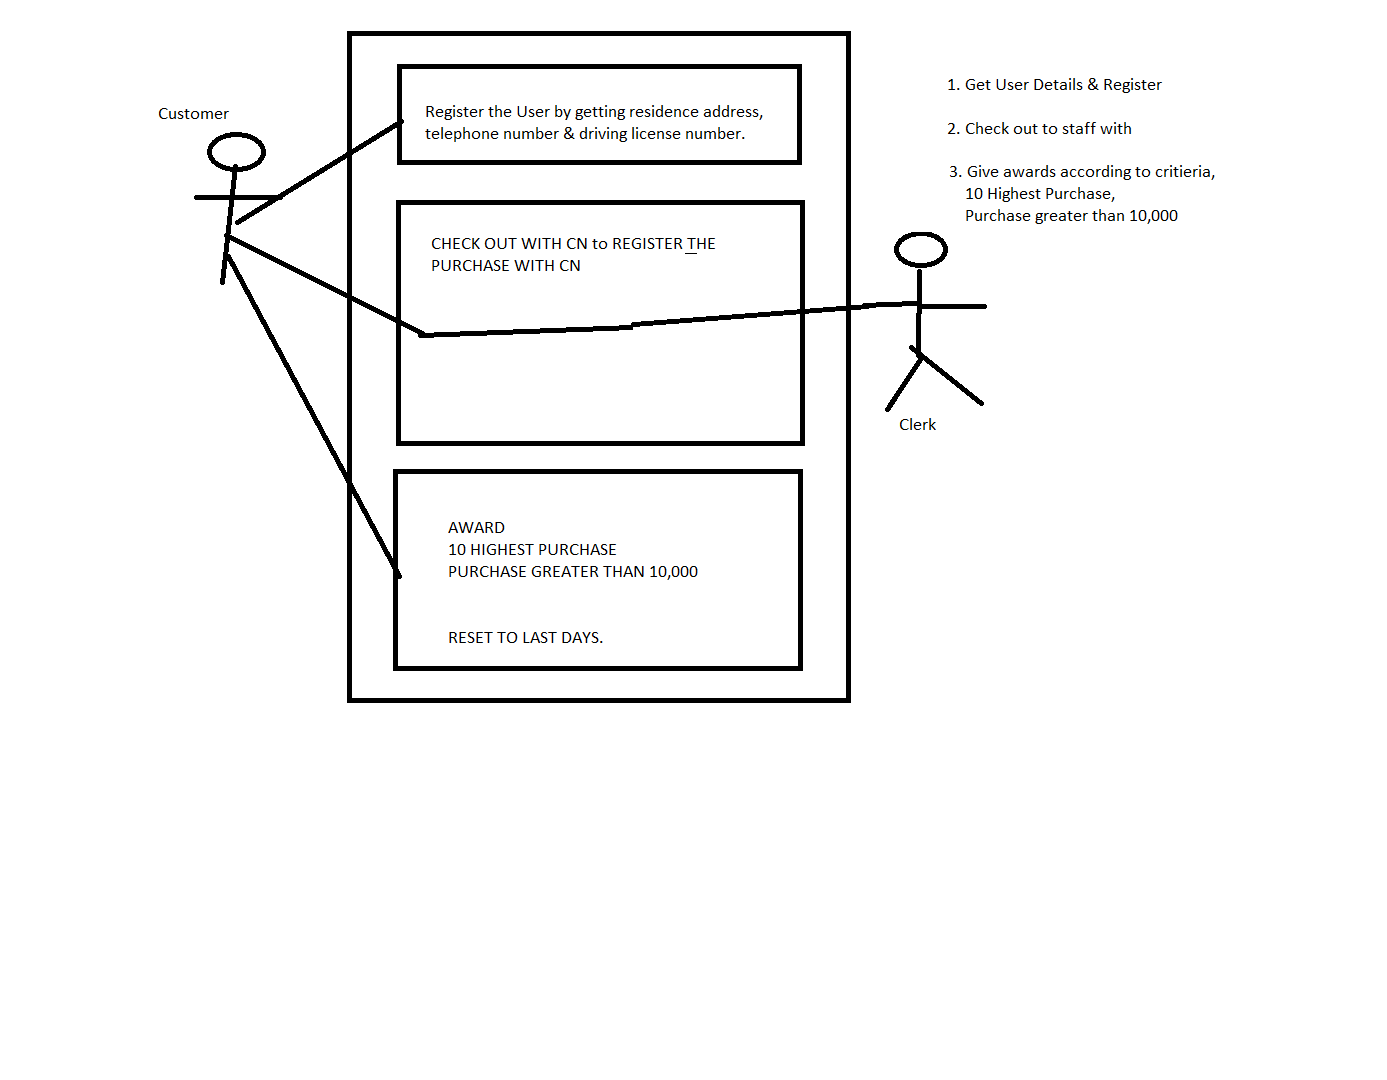 Customer
Register the User by getting residence address,
telephone number & driving license number.
CHECK OUT WITH CN to REGISTER THE
PURCHASE WITH CN
AWARD
10 HIGHEST PURCHASE
PURCHASE GREATER THAN 10,000
RESET TO LAST DAYS.
1. Get User Details & Register
2. Check out to staff with
3. Give awards according to critieria,
10 Highest Purchase,
Purchase greater than 10,000
Clerk